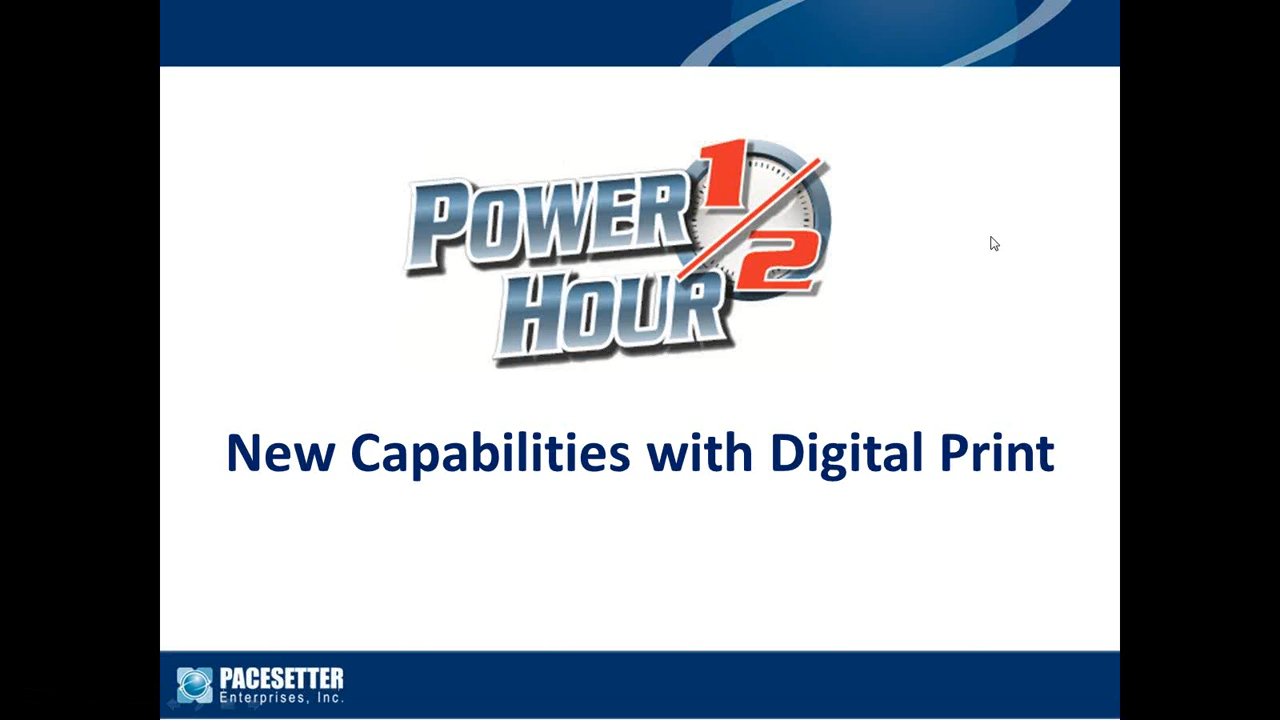 POWER 1/2
HOUR
New Capabilities with Digital Print
PACESETTER
Enterprises, Inc.